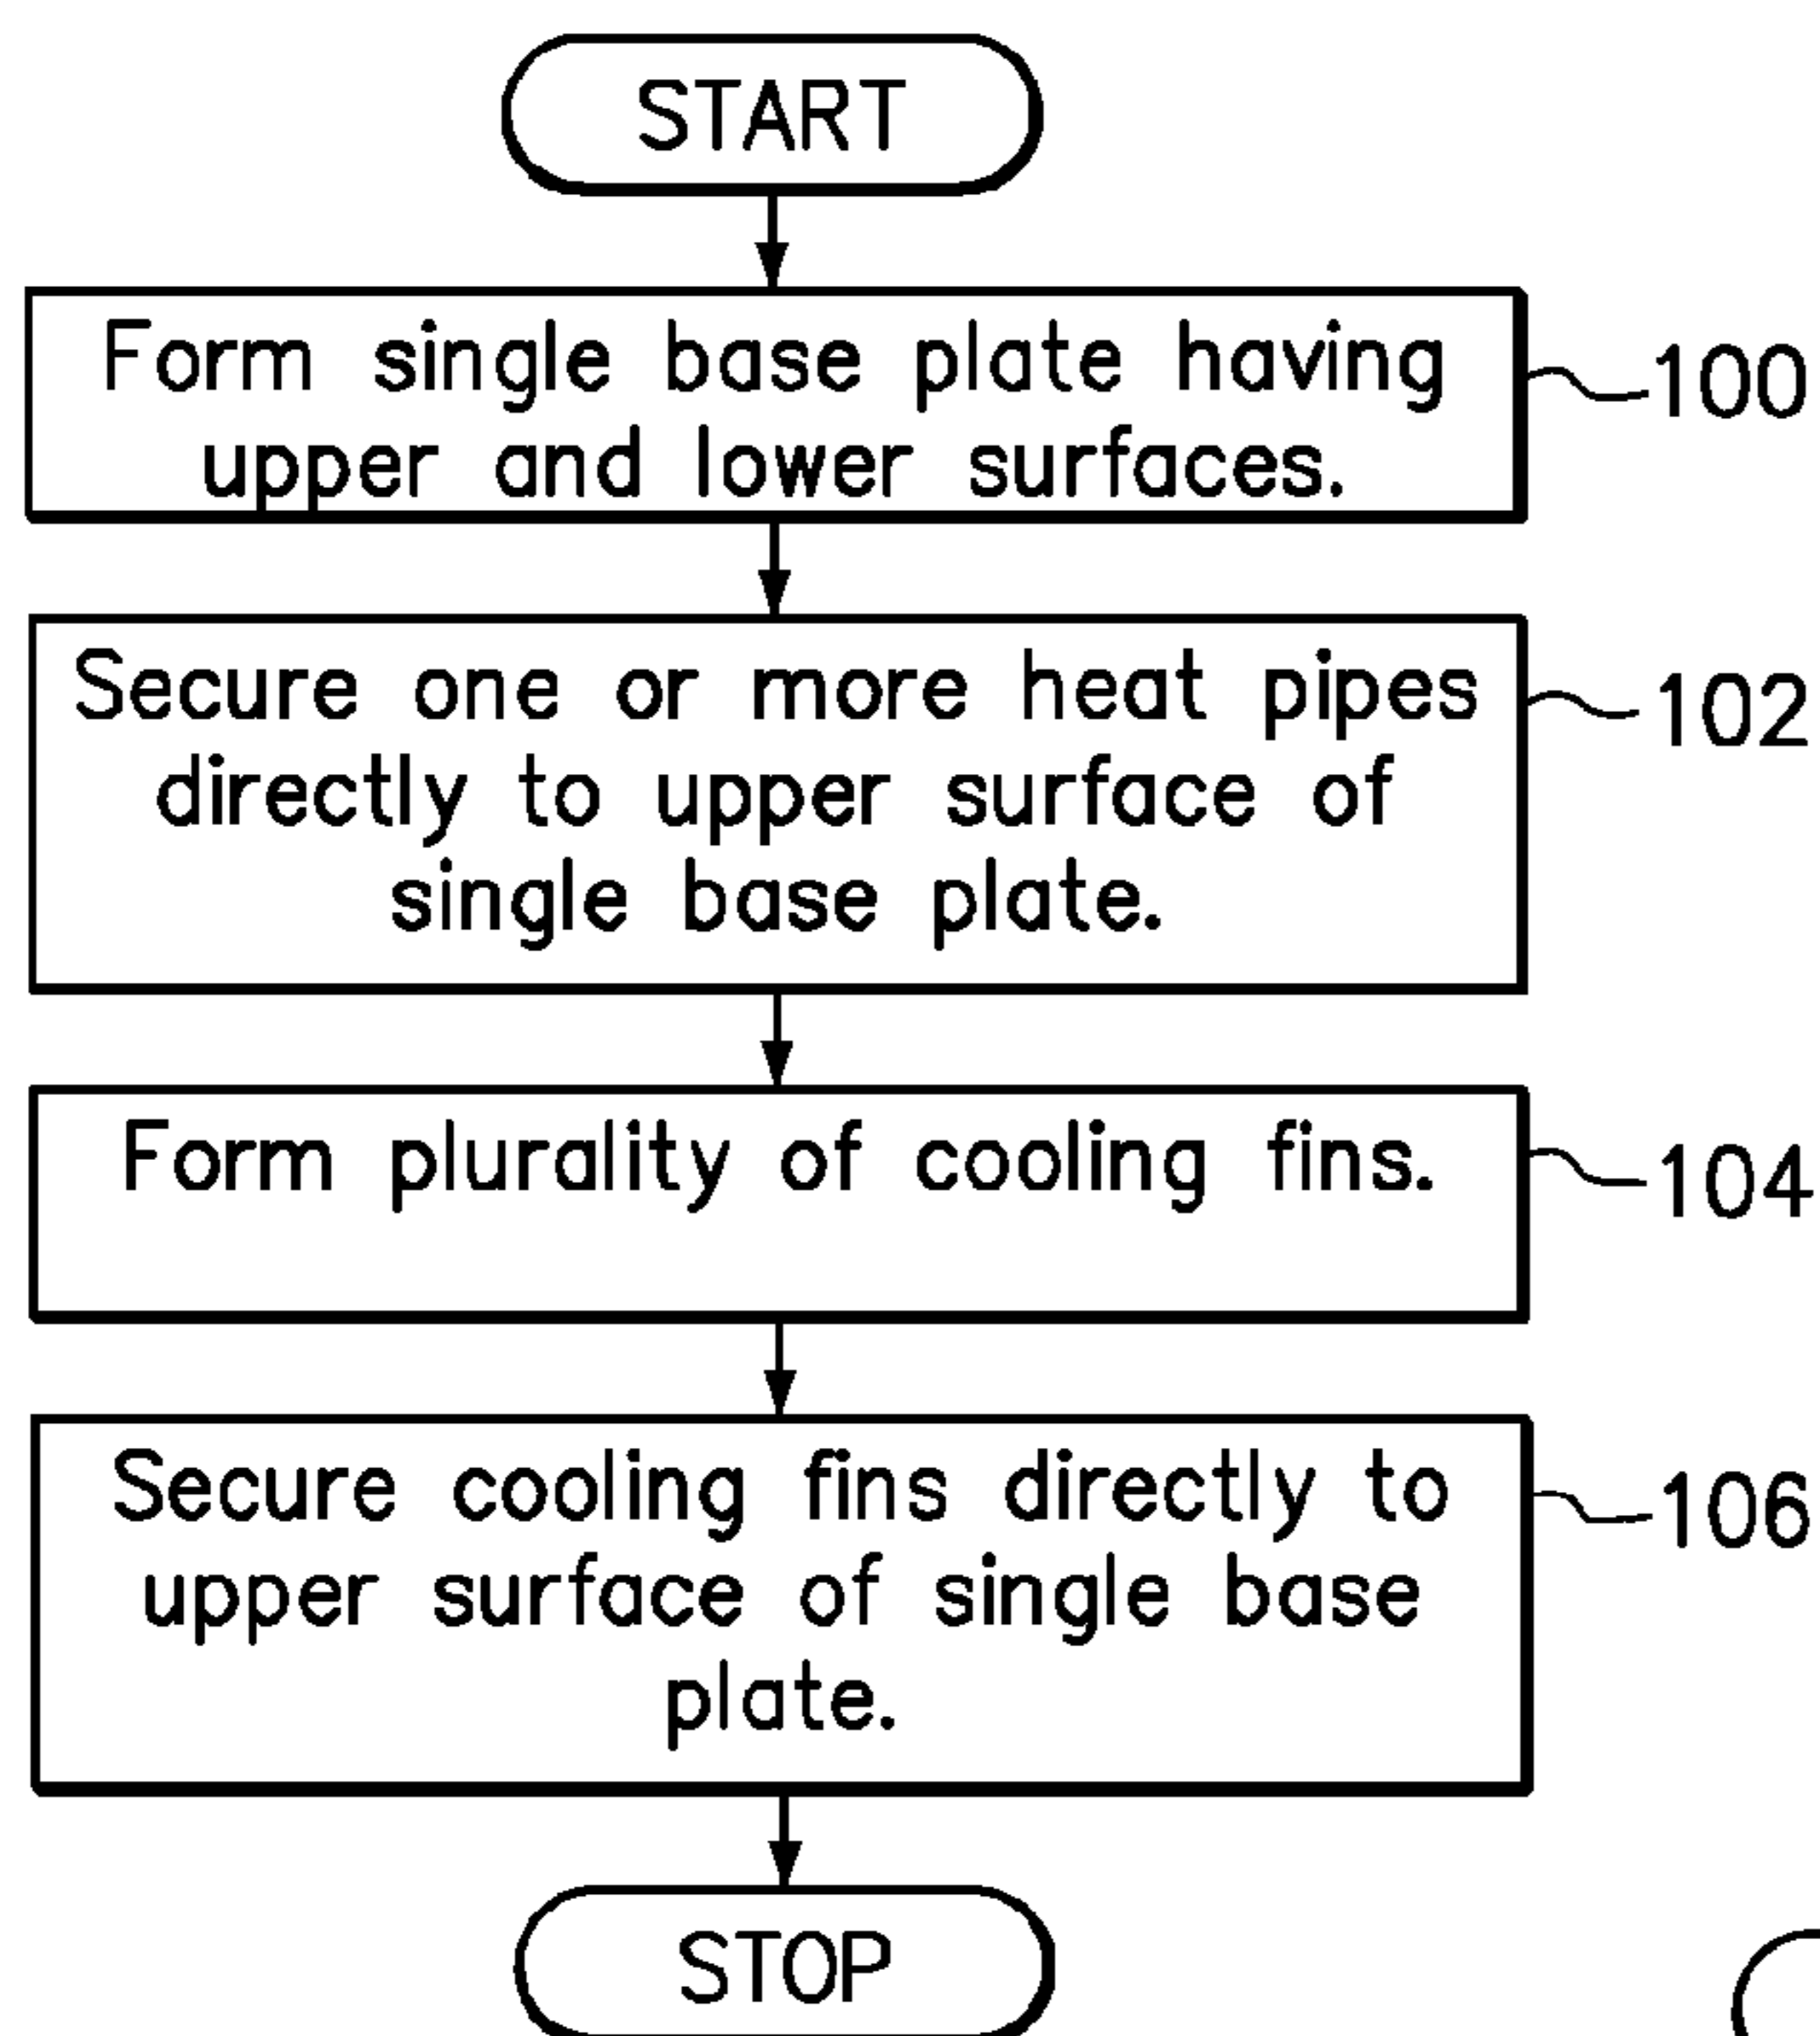 START
Form single base plate having
upper and lower surfaces.
100
Secure one or more heat pipes
directly to upper surface of
single base plate.
102
Form plurality of cooling fins.
104
Secure cooling fins directly to
upper surface of single base
plate.
106
STOP